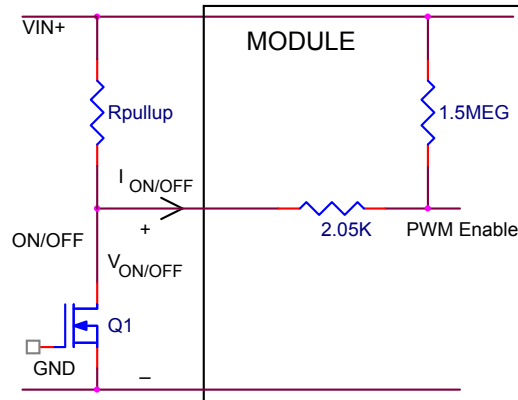 VIN+
MODULE
Rpullup
1.5MEG
I ON/OFF
+
2.05K
PWM Enable
ON/OFF
V ON/OFF
Q1
GND
–